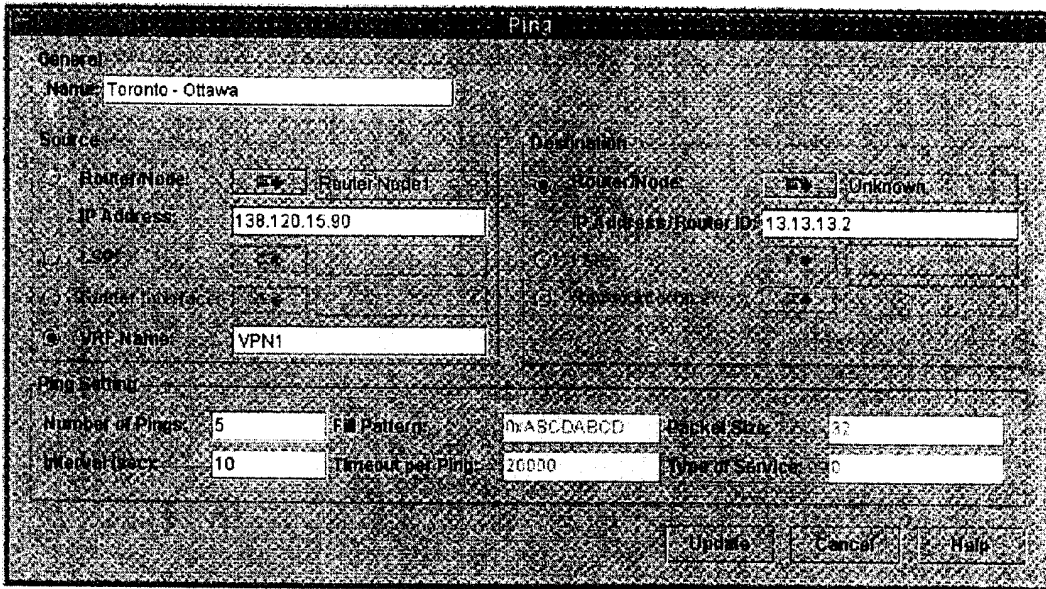 Ping
General
Name: Toronto - Ottawa
Source
Router/Node: Router Node1
IP Address: 138.120.15.90
LSP:
Router Interface:
VRF Name: VPN1
Destination
Router/Node: Unknown
IP Address/Router ID: 13.13.13.2
Ping Setting
Number of Pings: 5 Fill Pattern: 0xABCDABCD Packet Size: 32
Interval (sec): 10 Timeout per Ping: 20000 Type of Service: 0
Update Cancel Help